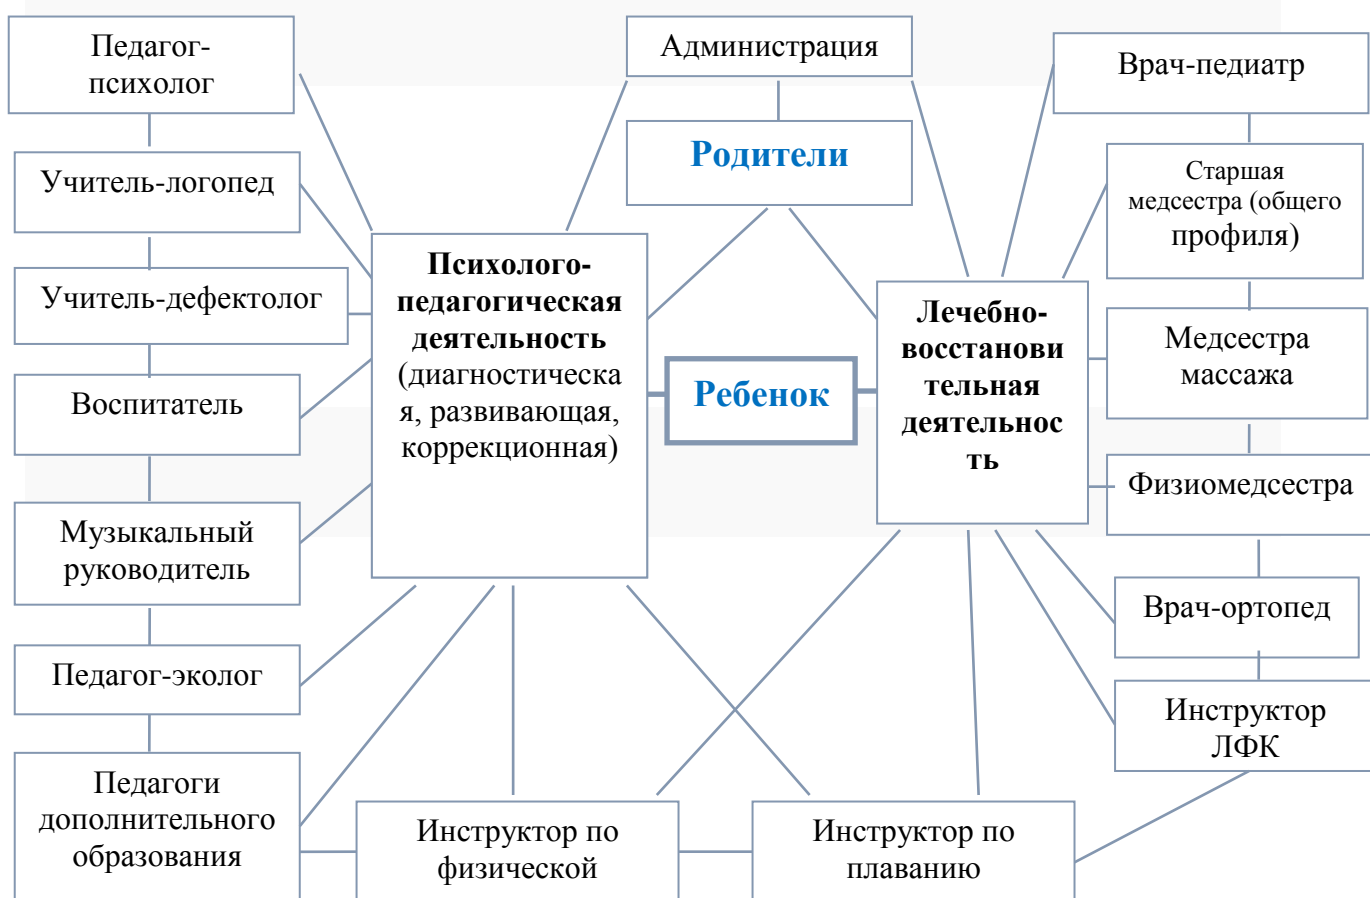 Педагог-
психолог
Администрация
Врач-педиатр
Родители
Учитель-логопед
Старшая
медсестра (общего
профиля)
Психолого-
педагогическая
деятельность
(диагностическа
я, развивающая,
коррекционная)
Учитель-дефектолог
Лечебно-
восстанови
тельная
деятельнос
ть
Медсестра
массажа
Ребенок
Воспитатель
Физиомедсестра
Музыкальный
руководитель
Врач-ортопед
Педагог-эколог
Инструктор
ЛФК
Педагоги
дополнительного
образования
Инструктор по
физической
Инструктор по
плаванию